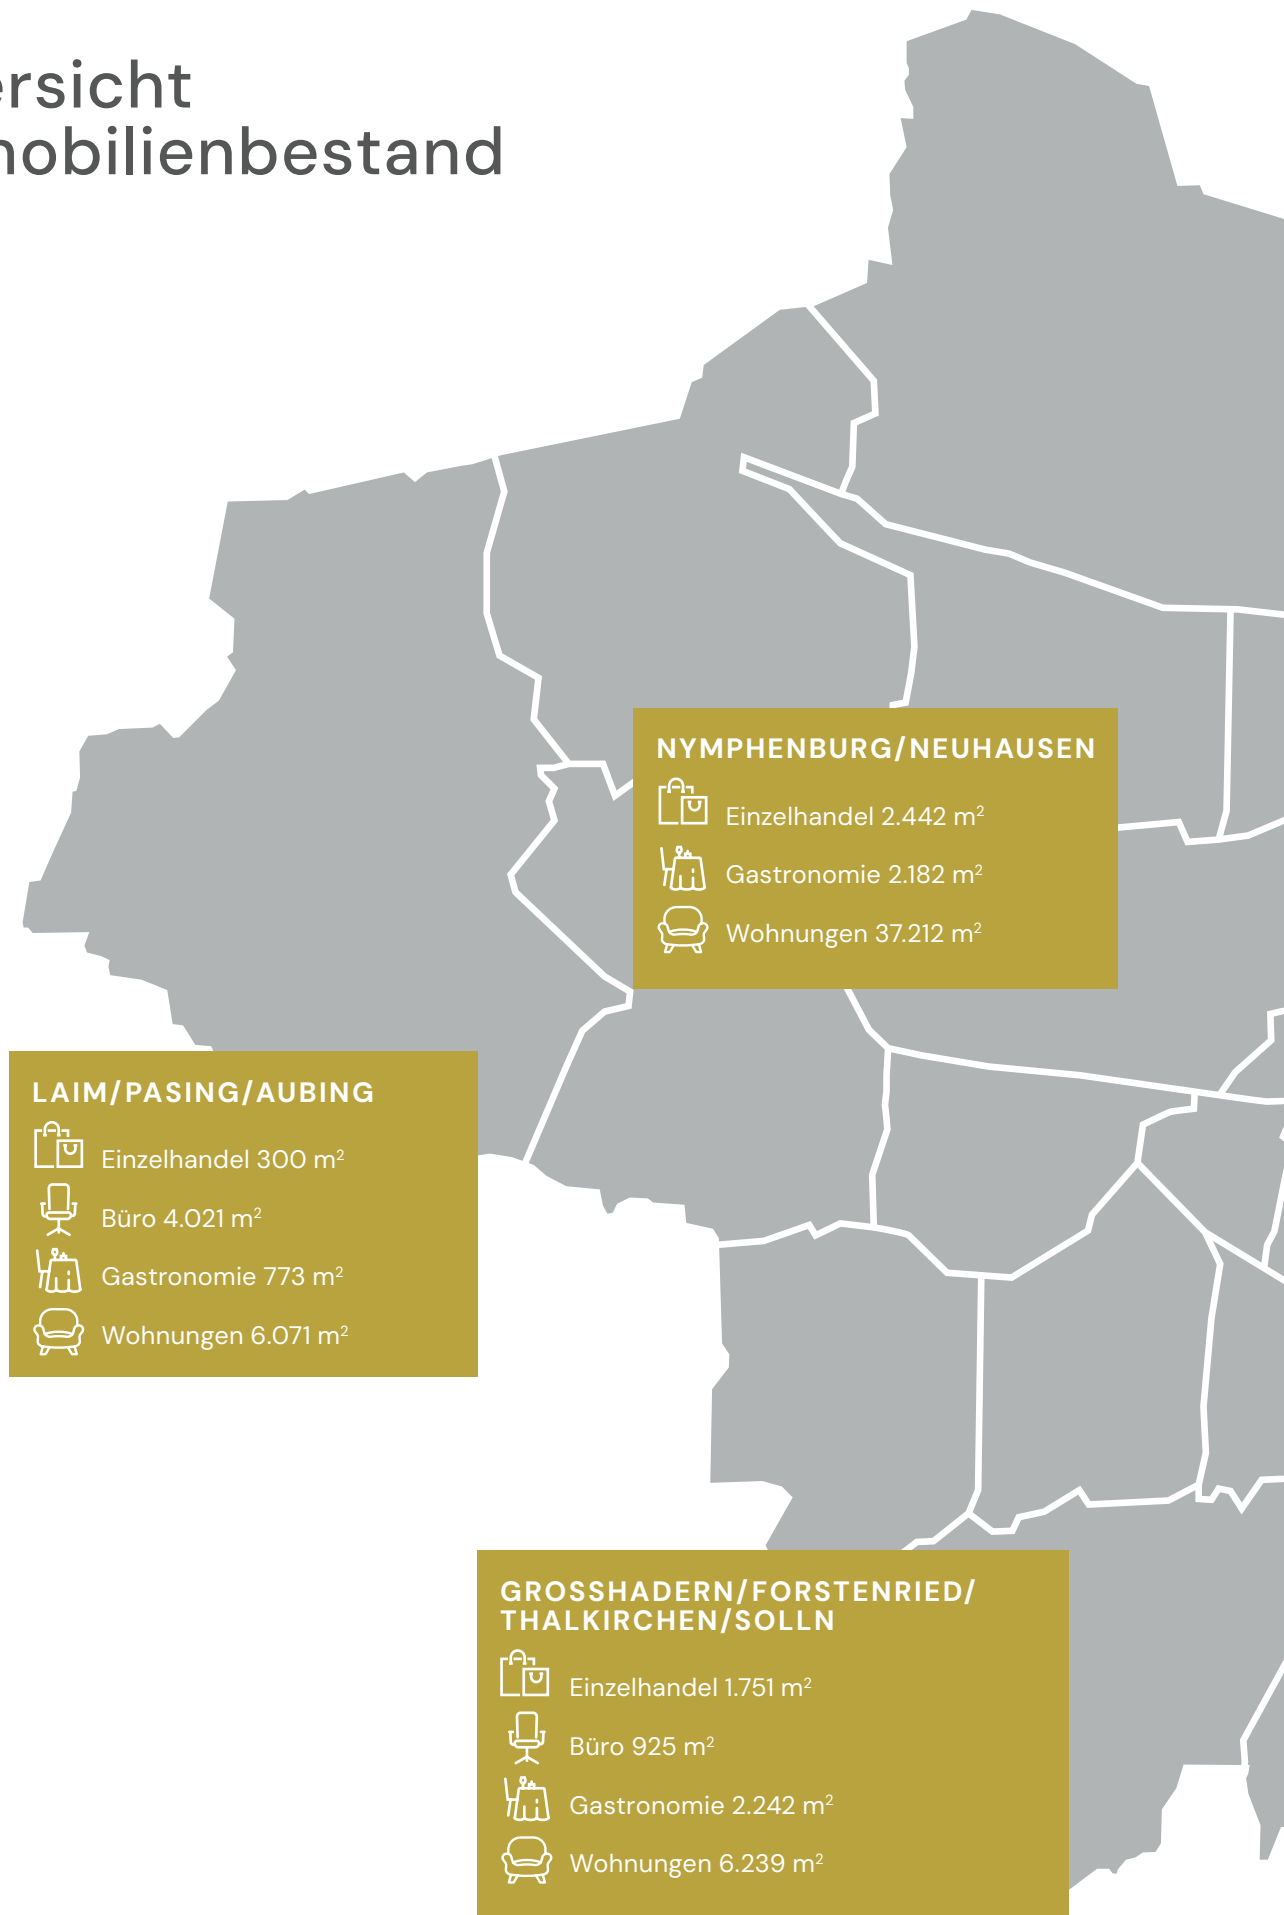 ersicht
nobilienbestand
NYMPHENBURG/NEUHAUSEN
Einzelhandel 2.442 m²
Gastronomie 2.182 m²
Wohnungen 37.212 m²
LAIM/PASING/AUBING
Einzelhandel 300 m²
Büro 4.021 m²
Gastronomie 773 m²
Wohnungen 6.071 m²
GROSSHADERN/FORSTENRIED/
THALKIRCHEN/SOLLN
Einzelhandel 1.751 m²
Büro 925 m²
Gastronomie 2.242 m²
Wohnungen 6.239 m²